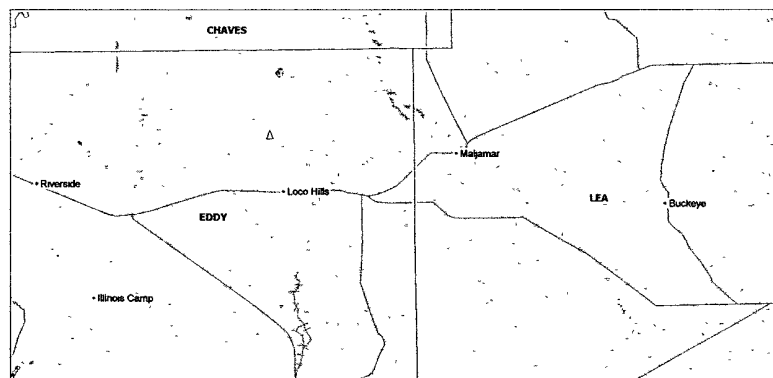 CHAVES
Maljamar
Riverside
Loco Hills
LEA
Buckeye
EDDY
Illinois Camp